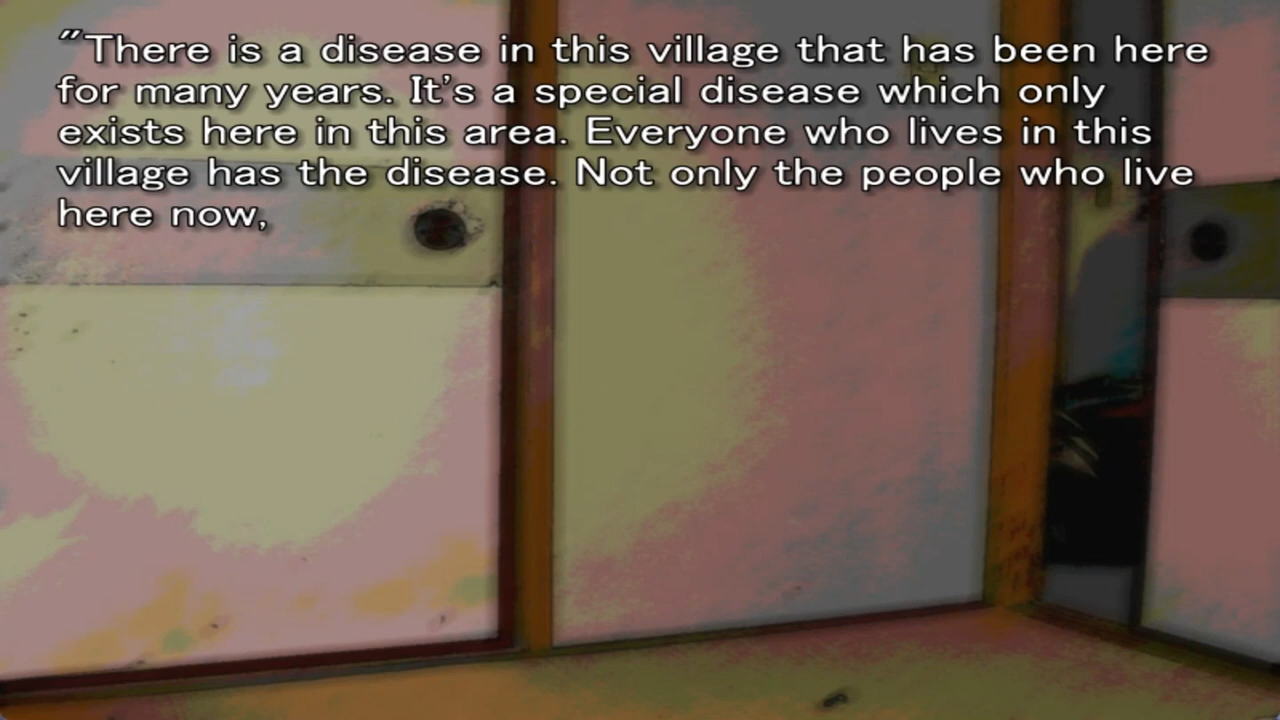 "There is a disease in this village that has been here
for many years. It's a special disease which only
exists here in this area. Everyone who lives in this
village has the disease. Not only the people who live
here now,